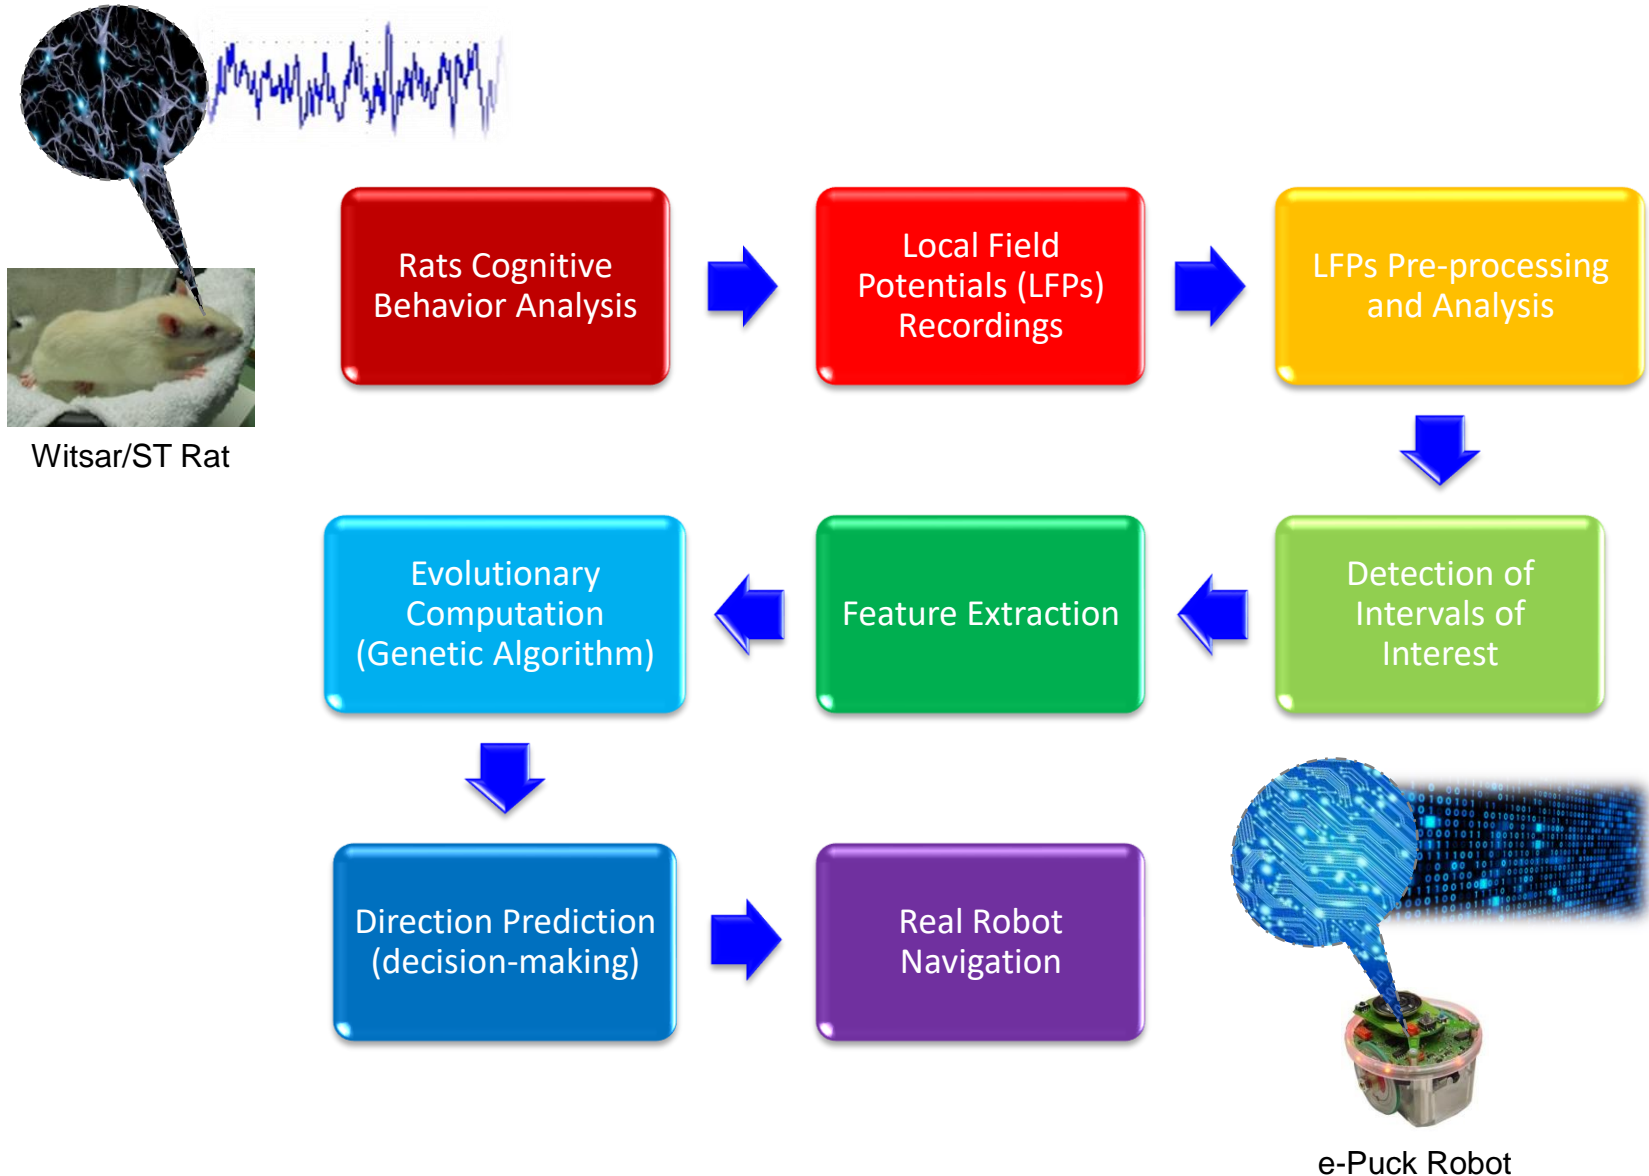 Witsar/ST Rat
Rats Cognitive
Behavior Analysis
Local Field
Potentials (LFPs)
Recordings
LFPs Pre-processing
and Analysis
Detection of
Intervals of
Interest
Feature Extraction
Evolutionary
Computation
(Genetic Algorithm)
Direction Prediction
(decision-making)
Real Robot
Navigation
e-Puck Robot